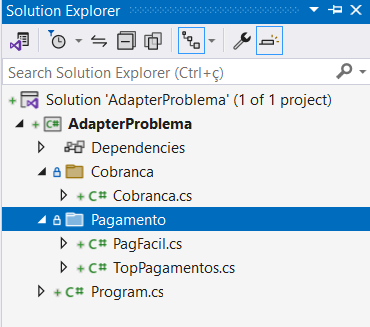 Solution Explorer
Search Solution Explorer (Ctrl+ç)
Solution 'AdapterProblema' (1 of 1 project)
C# AdapterProblema
Dependencies
Cobranca
C# Cobranca.cs
Pagamento
C# PagFacil.cs
C# TopPagamentos.cs
C# Program.cs